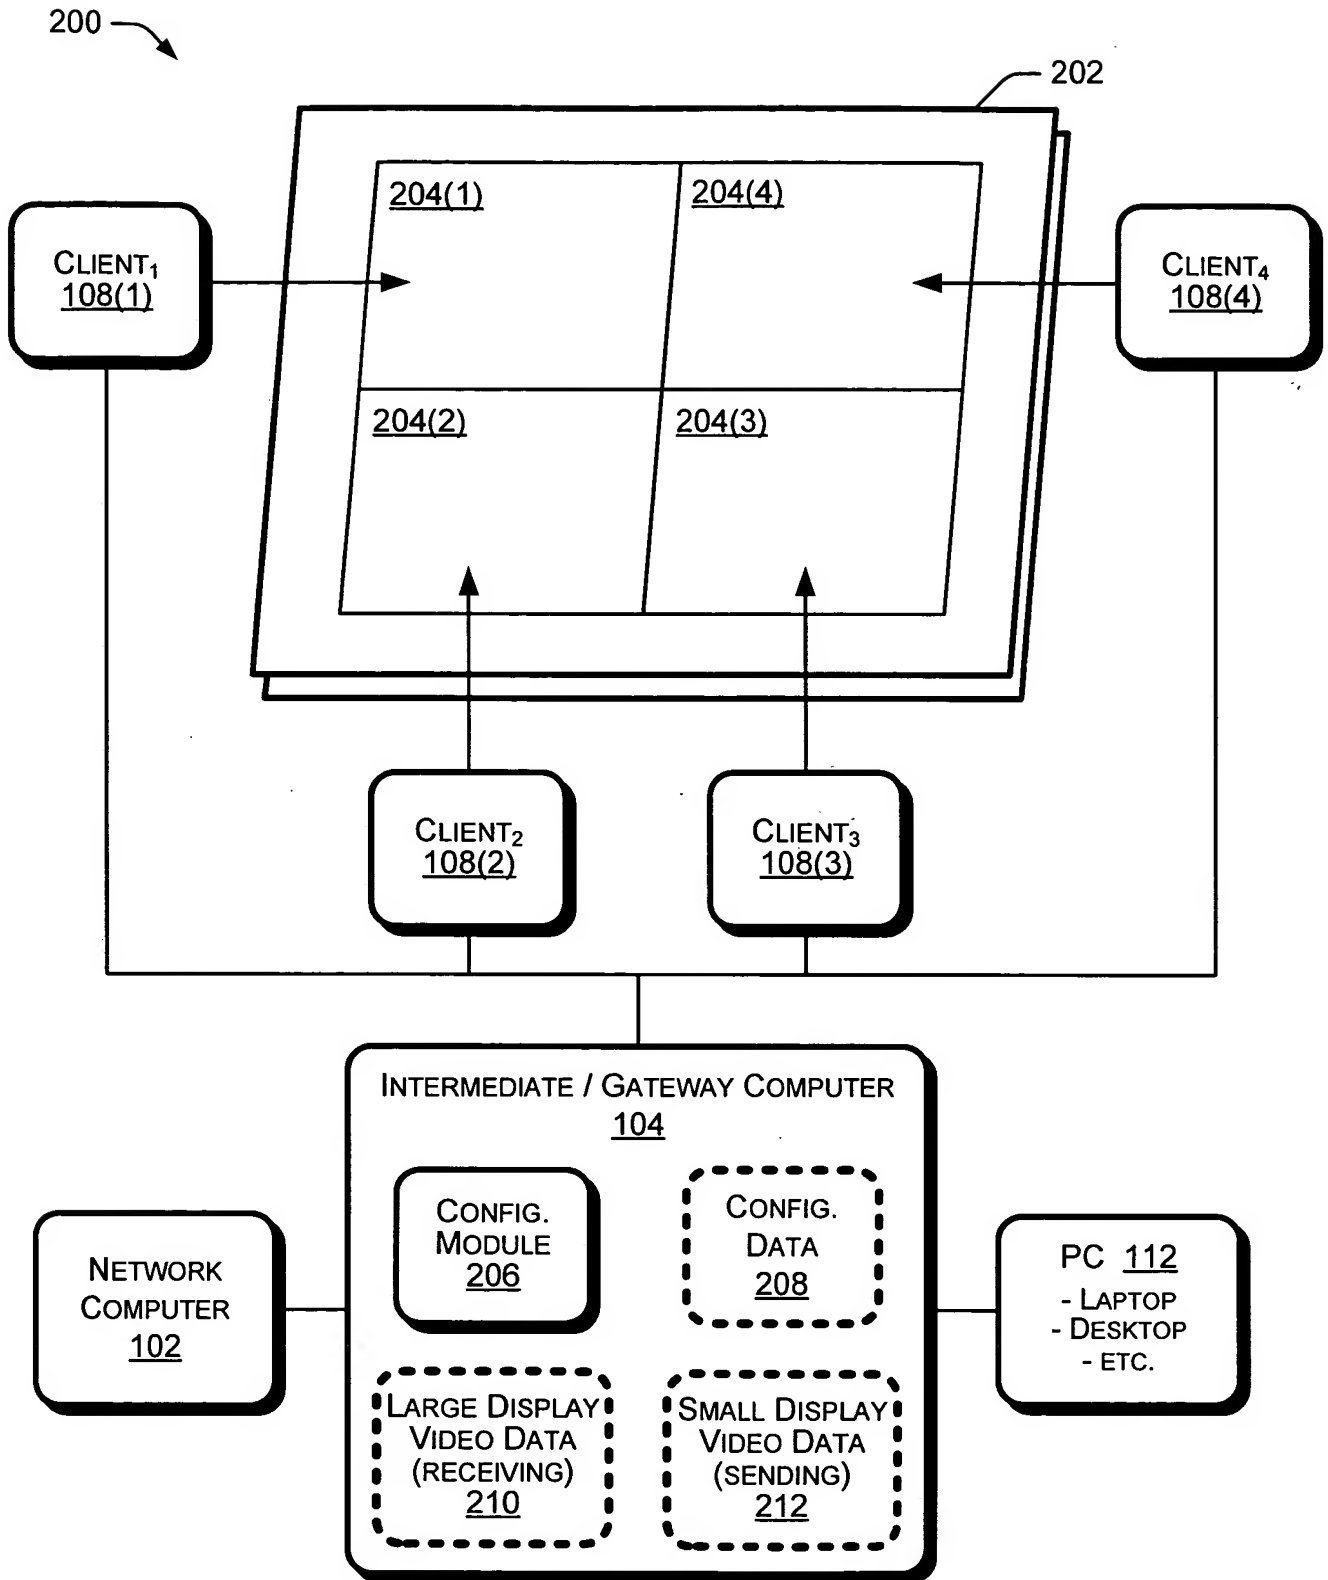 200
202
204(1)
204(4)
CLIENT₁
108(1)
CLIENT₄
108(4)
204(2)
204(3)
CLIENT₂
108(2)
CLIENT₃
108(3)
INTERMEDIATE / GATEWAY COMPUTER
104
CONFIG.
MODULE
206
CONFIG.
DATA
208
NETWORK
COMPUTER
102
PC 112
- LAPTOP
- DESKTOP
- ETC.
LARGE DISPLAY
VIDEO DATA
(RECEIVING)
210
SMALL DISPLAY
VIDEO DATA
(SENDING)
212